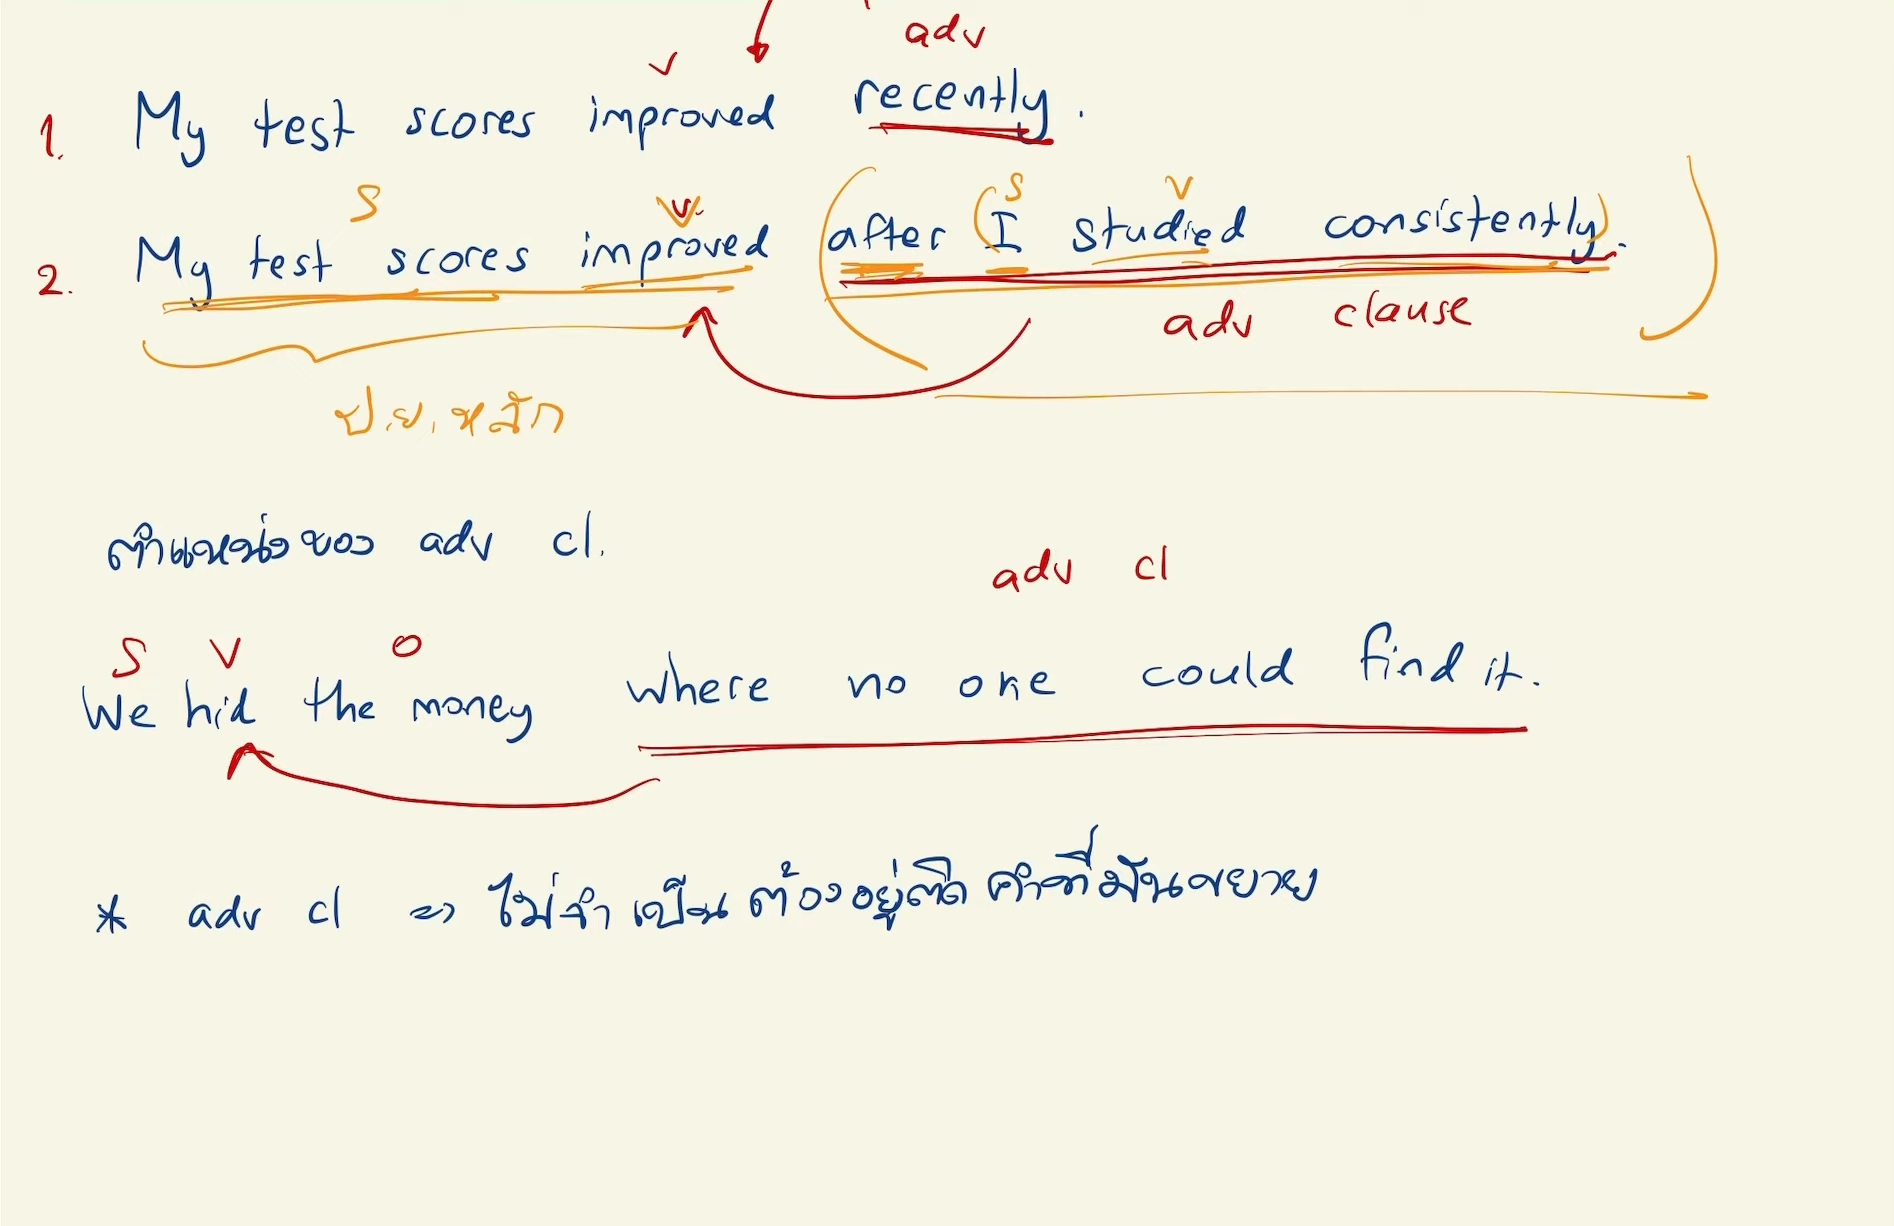 adv
v
1. My test scores improved recently.
S v. S V
2. My test scores improved (after (I studied consistently).)
adv clause
ป.ย.หลัก
ตำแหน่งของ adv cl.
adv cl
S V O
We hid the money where no one could find it.
* adv cl => ไม่จำเป็นต้องอยู่ติดคำที่มันขยาย